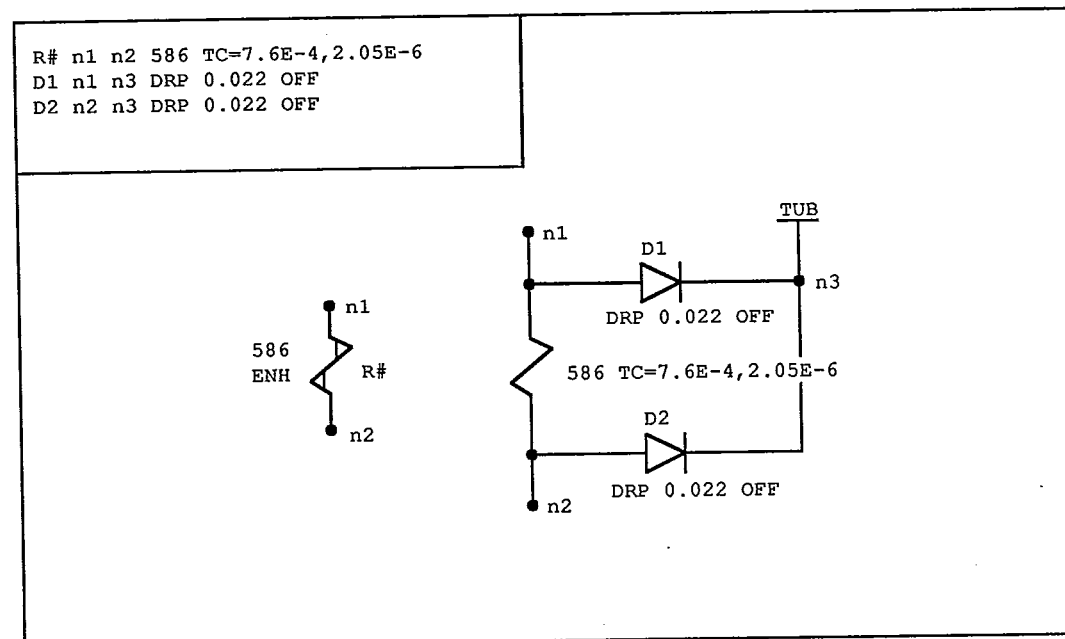 R# n1 n2 586 TC=7.6E-4,2.05E-6
D1 n1 n3 DRP 0.022 OFF
D2 n2 n3 DRP 0.022 OFF
TUB
n1
D1
n3
DRP 0.022 OFF
n1
586
ENH
R#
586 TC=7.6E-4,2.05E-6
n2
D2
DRP 0.022 OFF
n2